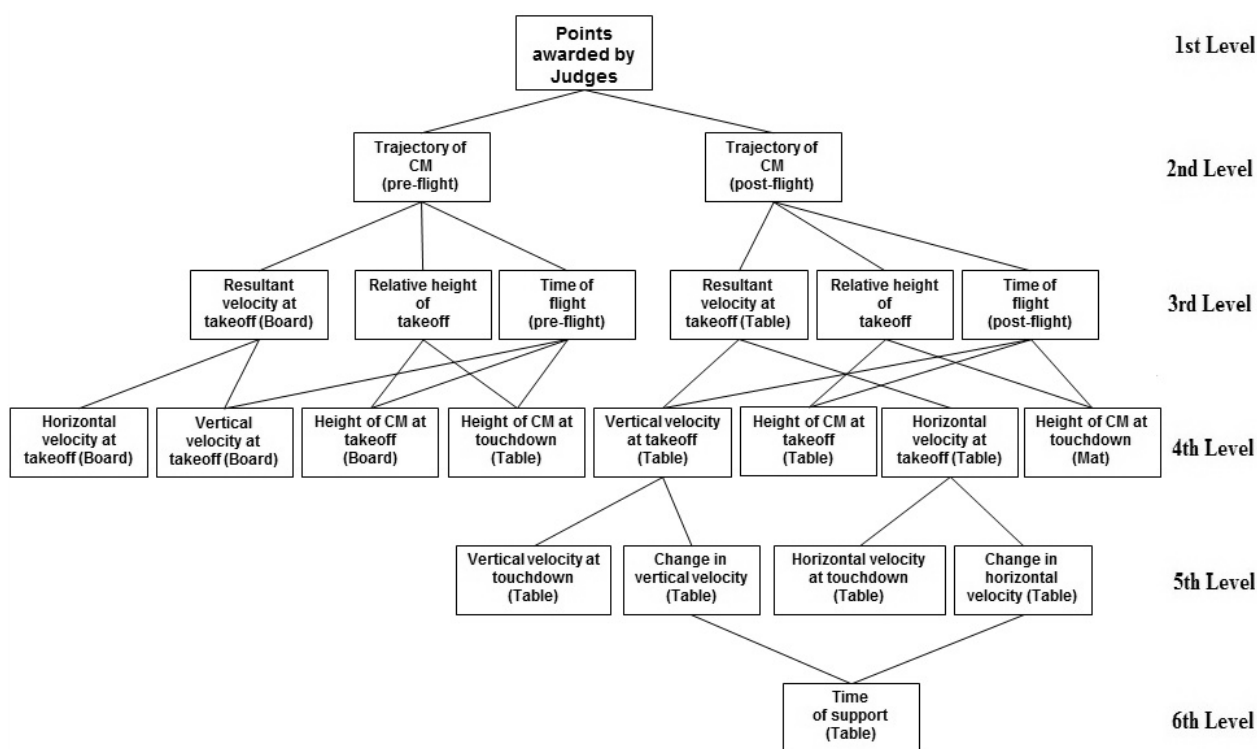 Points
awarded by
Judges
1st Level
Trajectory of
CM
(pre-flight)
Trajectory of
CM
(post-flight)
2nd Level
Resultant
velocity at
takeoff (Board)
Relative height
of
takeoff
Time of
flight
(pre-flight)
Resultant
velocity at
takeoff (Table)
Relative height
of
takeoff
Time of
flight
(post-flight)
3rd Level
Horizontal
velocity at
takeoff (Board)
Vertical
velocity at
takeoff (Board)
Height of CM at
takeoff
(Board)
Height of CM at
touchdown
(Table)
Vertical velocity
at takeoff
(Table)
Height of CM at
takeoff
(Table)
Horizontal
velocity at
takeoff (Table)
Height of CM at
touchdown
(Mat)
4th Level
Vertical velocity at
touchdown
(Table)
Change in
vertical velocity
(Table)
Horizontal velocity
at touchdown
(Table)
Change in
horizontal
velocity (Table)
5th Level
Time
of support
(Table)
6th Level